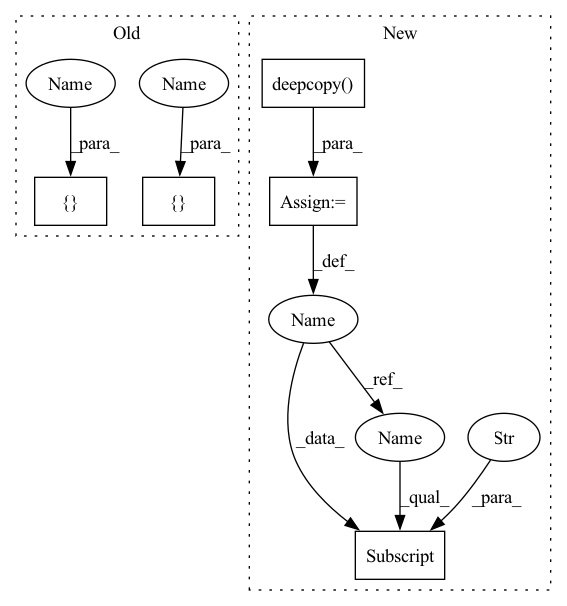 Old
New
Name
Name
deepcopy()
_para_
_para_
_para_
{}
{}
Assign:=
_def_
Name
_ref_
_data_
Name
Str
_qual_
_para_
Subscript